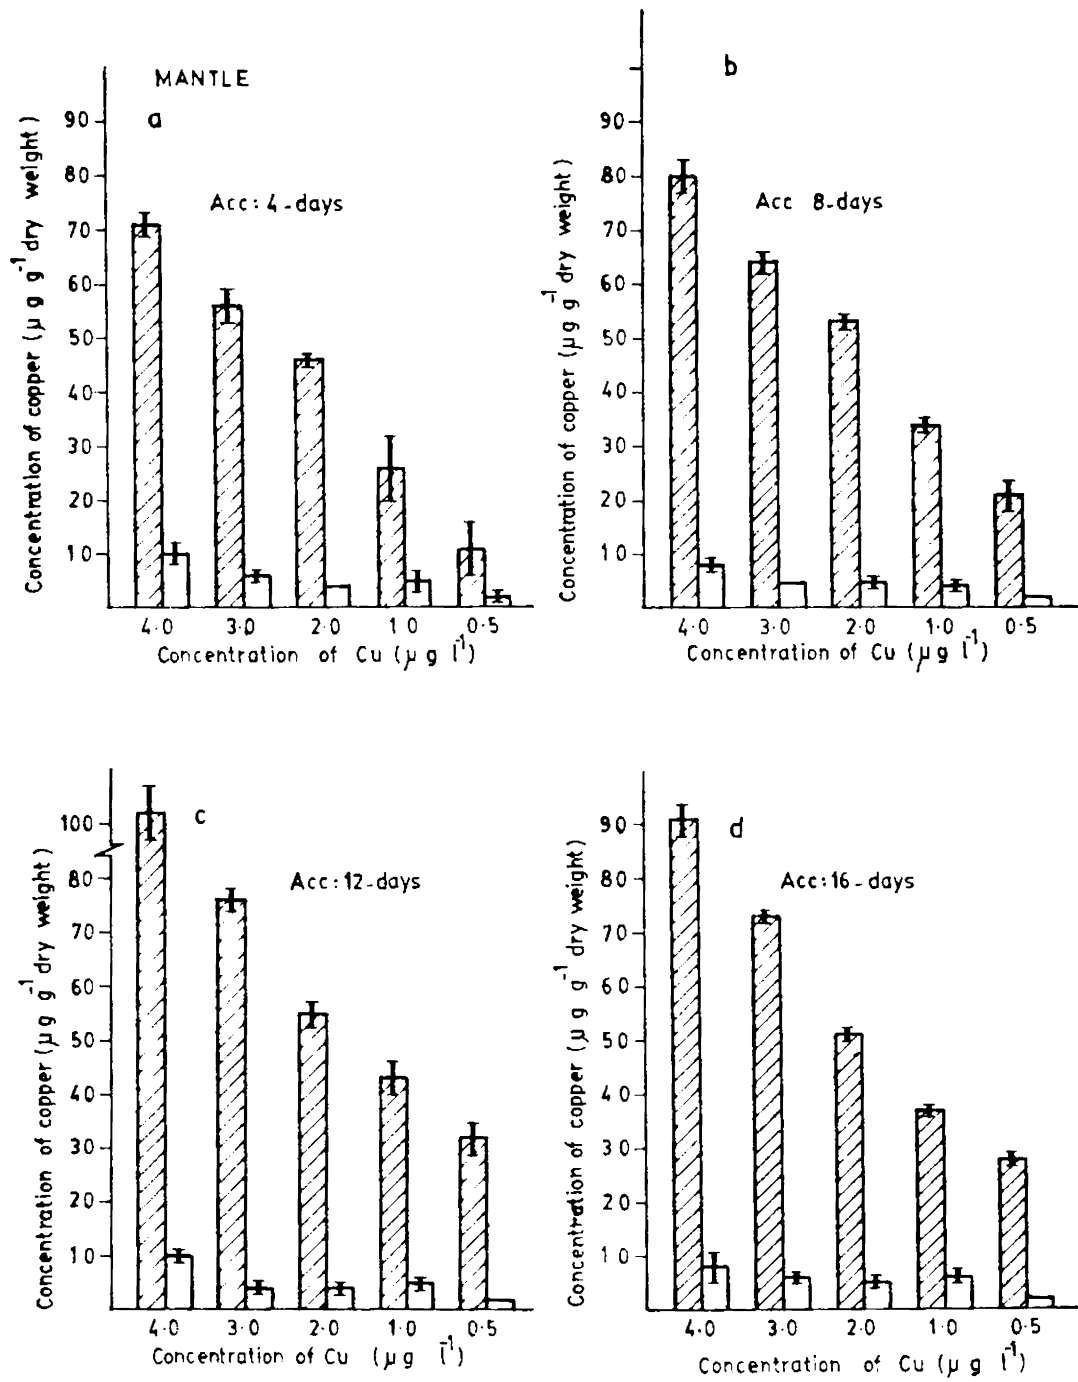 MANTLE
a
Acc: 4-days
Concentration of copper (µg g⁻¹ dry weight)
90
80
70
60
50
40
30
20
10
4.0 3.0 2.0 1.0 0.5
Concentration of Cu (µg l⁻¹)
b
Acc 8-days
Concentration of copper (µg g⁻¹ dry weight)
90
80
70
60
50
40
30
20
10
4.0 3.0 2.0 1.0 0.5
Concentration of Cu (µg l⁻¹)
c
Acc: 12-days
Concentration of copper (µg g⁻¹ dry weight)
100
80
70
60
50
40
30
20
10
4.0 3.0 2.0 1.0 0.5
Concentration of Cu (µg l⁻¹)
d
Acc: 16-days
Concentration of copper (µg g⁻¹ dry weight)
90
80
70
60
50
40
30
20
10
4.0 3.0 2.0 1.0 0.5
Concentration of Cu (µg l⁻¹)